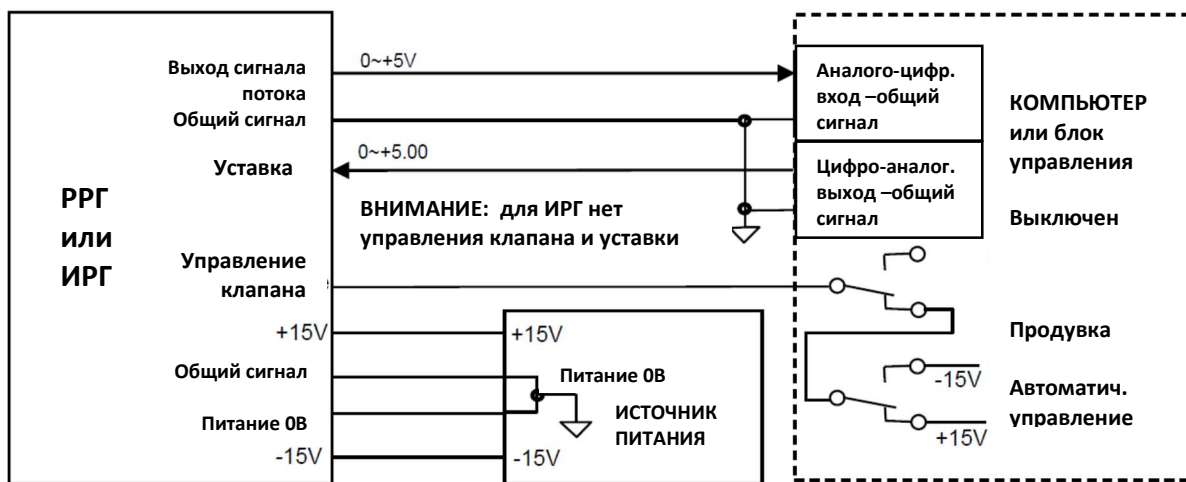 РРГ
или
ИРГ
Выход сигнала
потока
Общий сигнал
Уставка
Управление
клапана
+15V
Общий сигнал
Питание 0В
-15V
0~+5V
0~+5.00
ВНИМАНИЕ: для ИРГ нет
управления клапана и уставки
+15V
Питание 0В
ИСТОЧНИК
ПИТАНИЯ
-15V
Аналого-цифр.
вход –общий
сигнал
Цифро-аналог.
выход –общий
сигнал
КОМПЬЮТЕР
или блок
управления
Выключен
Продувка
-15V
Автоматич.
управление
+15V